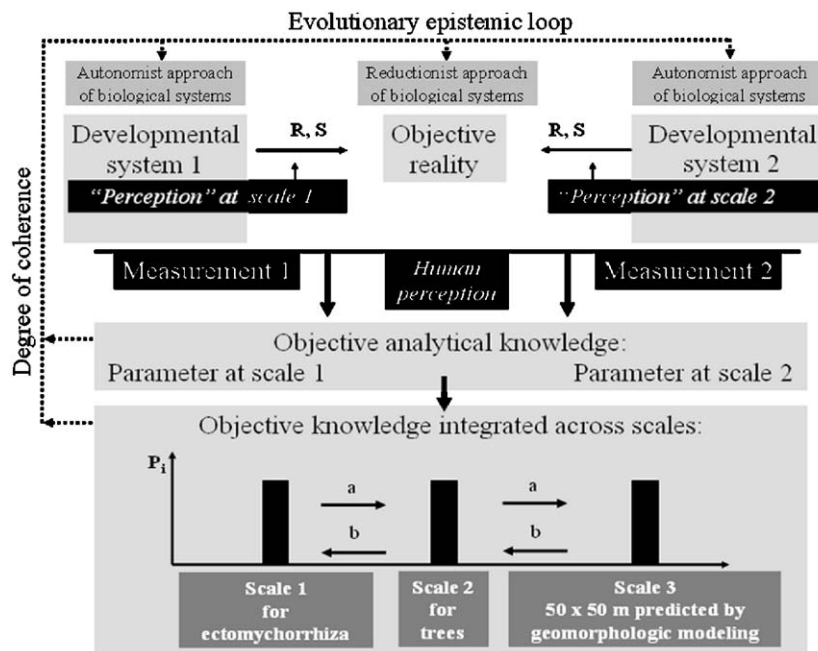 Evolutionary epistemic loop
Autonomist approach
of biological systems
Reductionist approach
of biological systems
Autonomist approach
of biological systems
Developmental
system 1
R, S
Objective
reality
R, S
Developmental
system 2
"Perception" at scale 1
"Perception" at scale 2
Measurement 1
Human
perception
Measurement 2
Degree of coherence
Objective analytical knowledge:
Parameter at scale 1
Parameter at scale 2
Objective knowledge integrated across scales:
Pi
a
a
b
b
Scale 1
for
ectomychorrhiza
Scale 2
for
trees
Scale 3
50 x 50 m predicted by
geomorphologic modeling